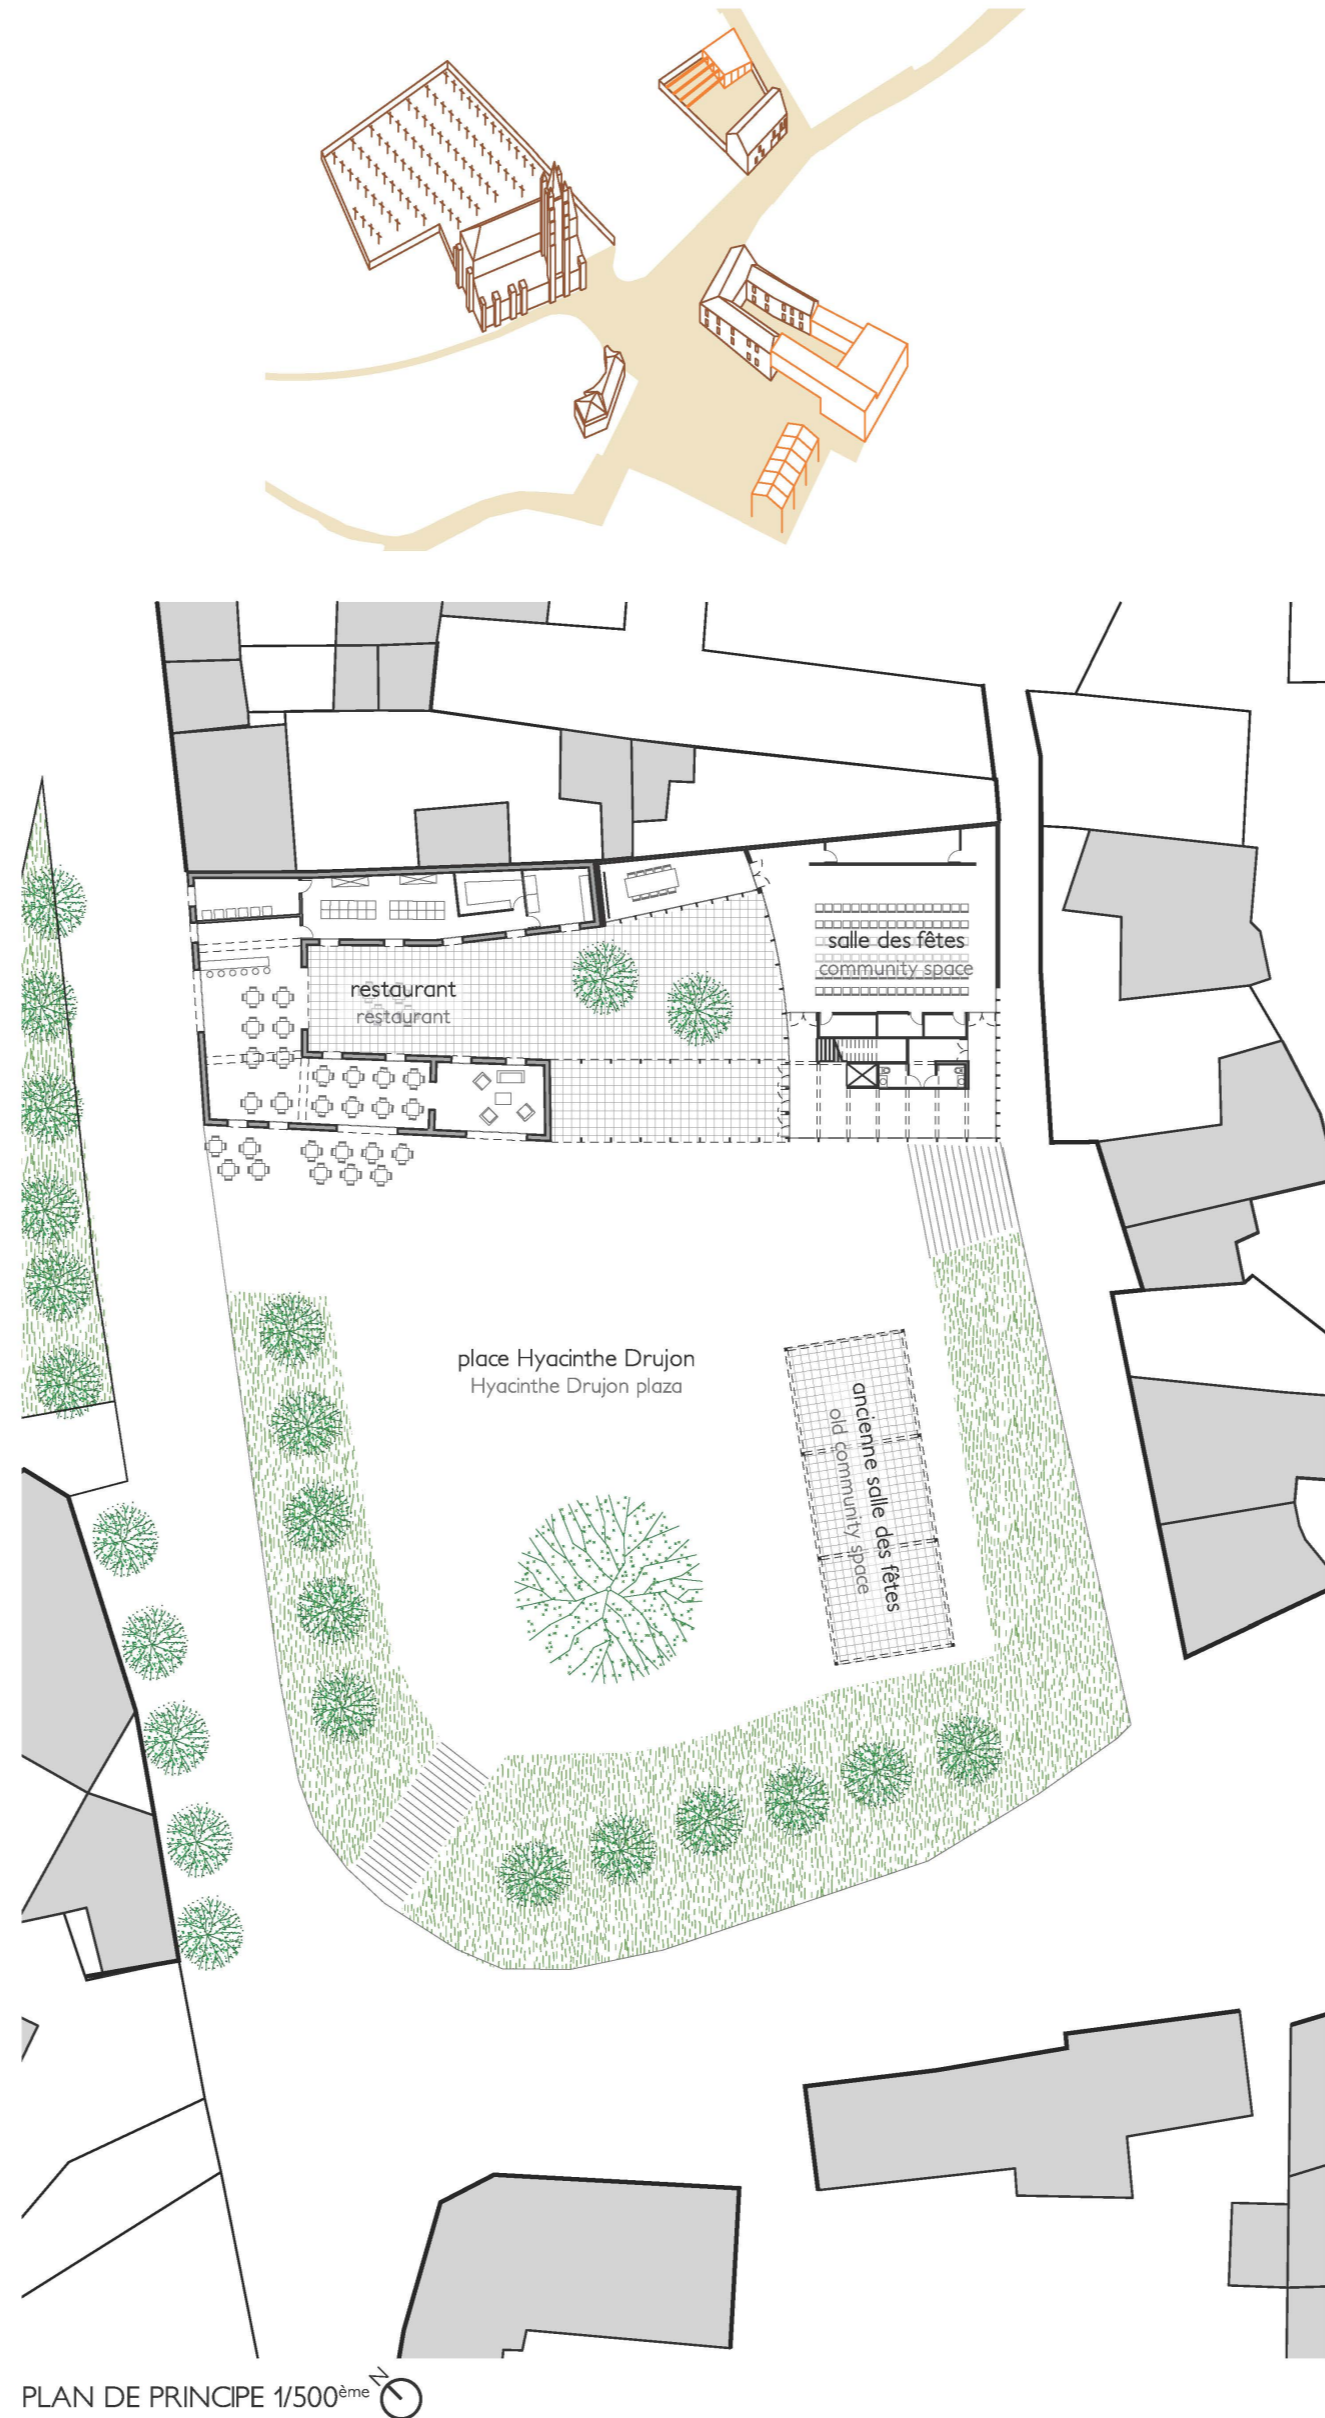 salle des fêtes
community space
restaurant
restaurant
place Hyacinthe Drujon
Hyacinthe Drujon plaza
ancienne salle des fêtes
old community space
PLAN DE PRINCIPE 1/500ème
N